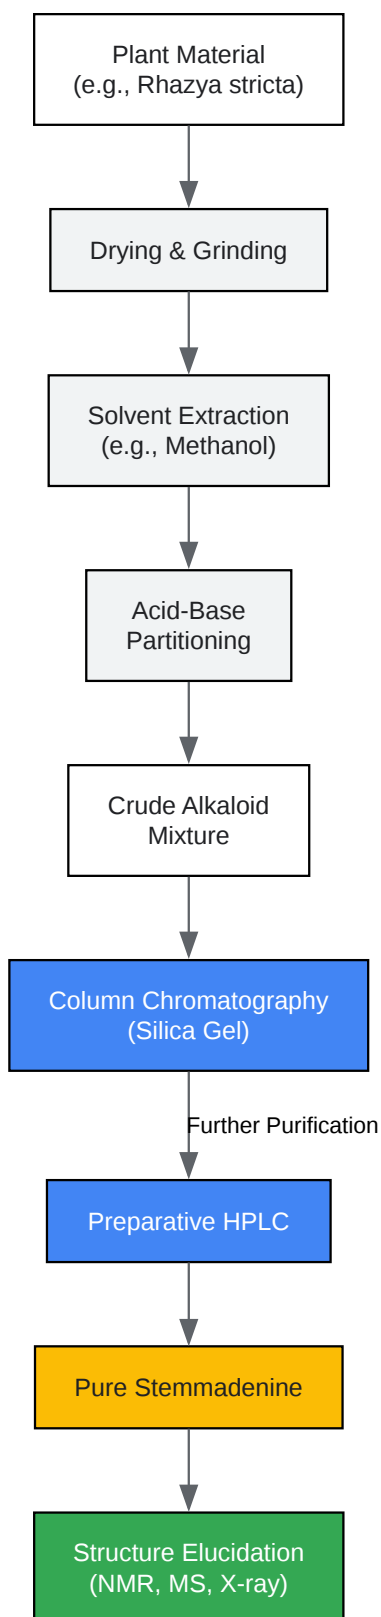 Plant Material
(e.g., Rhazya stricta)
Drying & Grinding
Solvent Extraction
(e.g., Methanol)
Acid-Base
Partitioning
Crude Alkaloid
Mixture
Column Chromatography
(Silica Gel)
Further Purification
Preparative HPLC
Pure Stemmadenine
Structure Elucidation
(NMR, MS, X-ray)